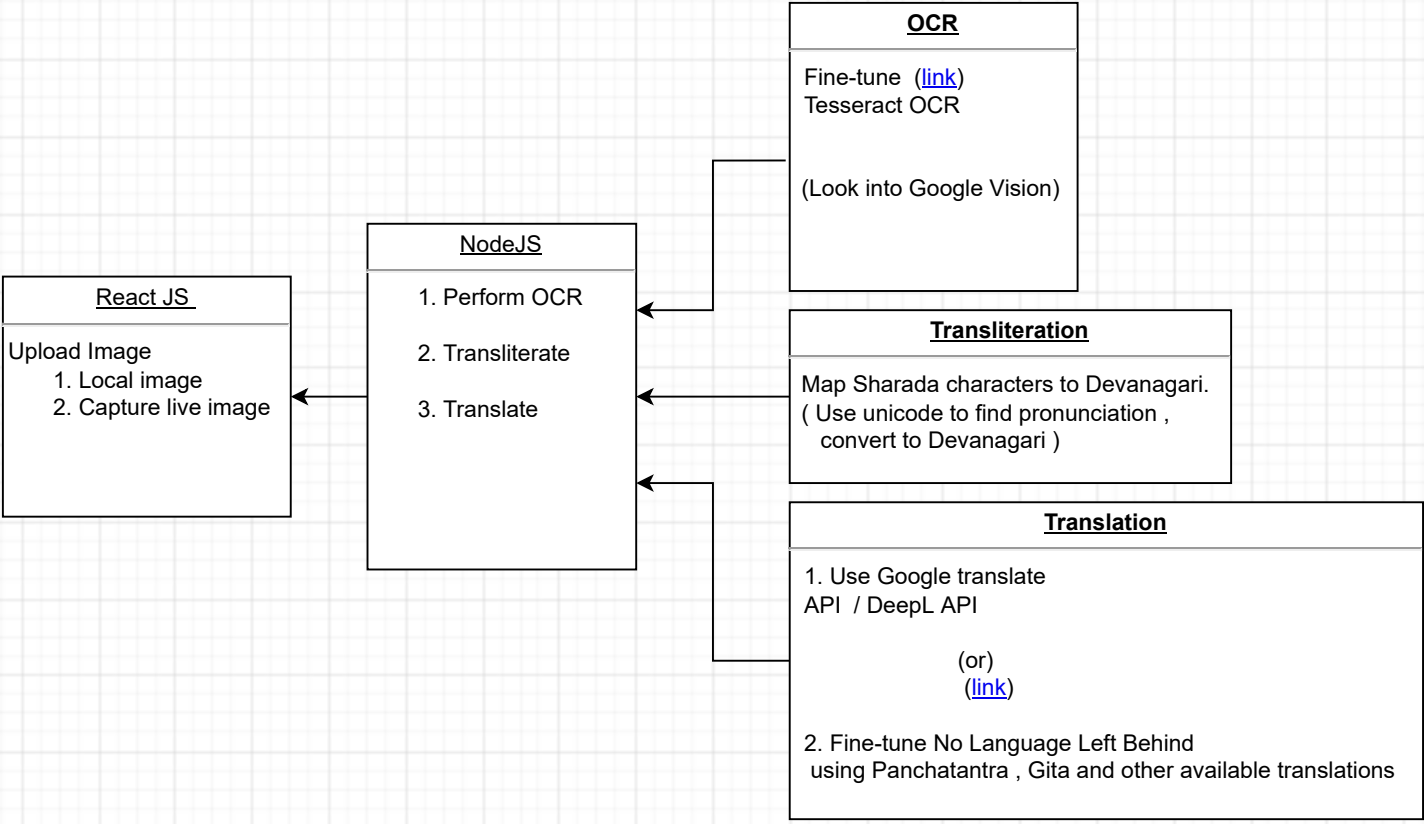 React JS
Upload Image
1. Local image
2. Capture live image
NodeJS
1. Perform OCR
2. Transliterate
3. Translate
OCR
Fine-tune (link)
Tesseract OCR
(Look into Google Vision)
Transliteration
Map Sharada characters to Devanagari.
( Use unicode to find pronunciation ,
convert to Devanagari )
Translation
1. Use Google translate
API / DeepL API
(or)
(link)
2. Fine-tune No Language Left Behind
using Panchatantra , Gita and other available translations